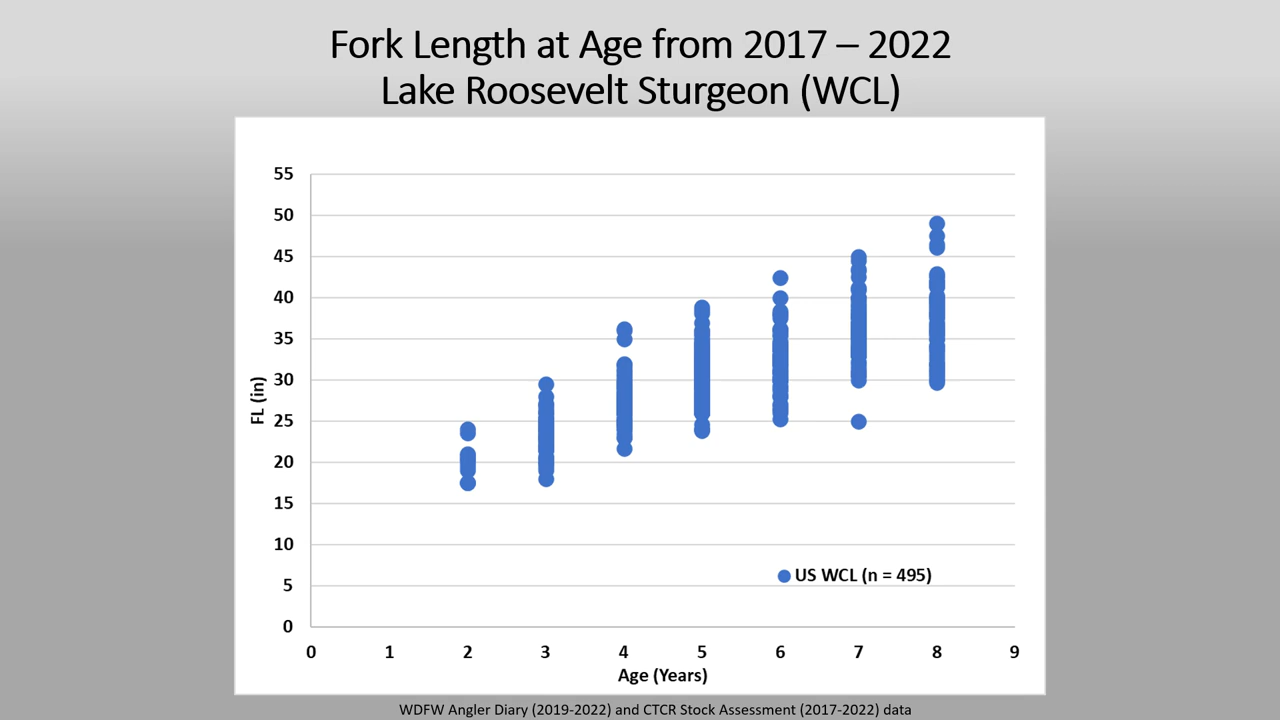 Fork Length at Age from 2017 – 2022
Lake Roosevelt Sturgeon (WCL)
55
50
45
40
35
30
25
20
15
10
5
0
FL (in)
US WCL (n = 495)
0 1 2 3 4 5 6 7 8 9
Age (Years)
WDFW Angler Diary (2019-2022) and CTCR Stock Assessment (2017-2022) data